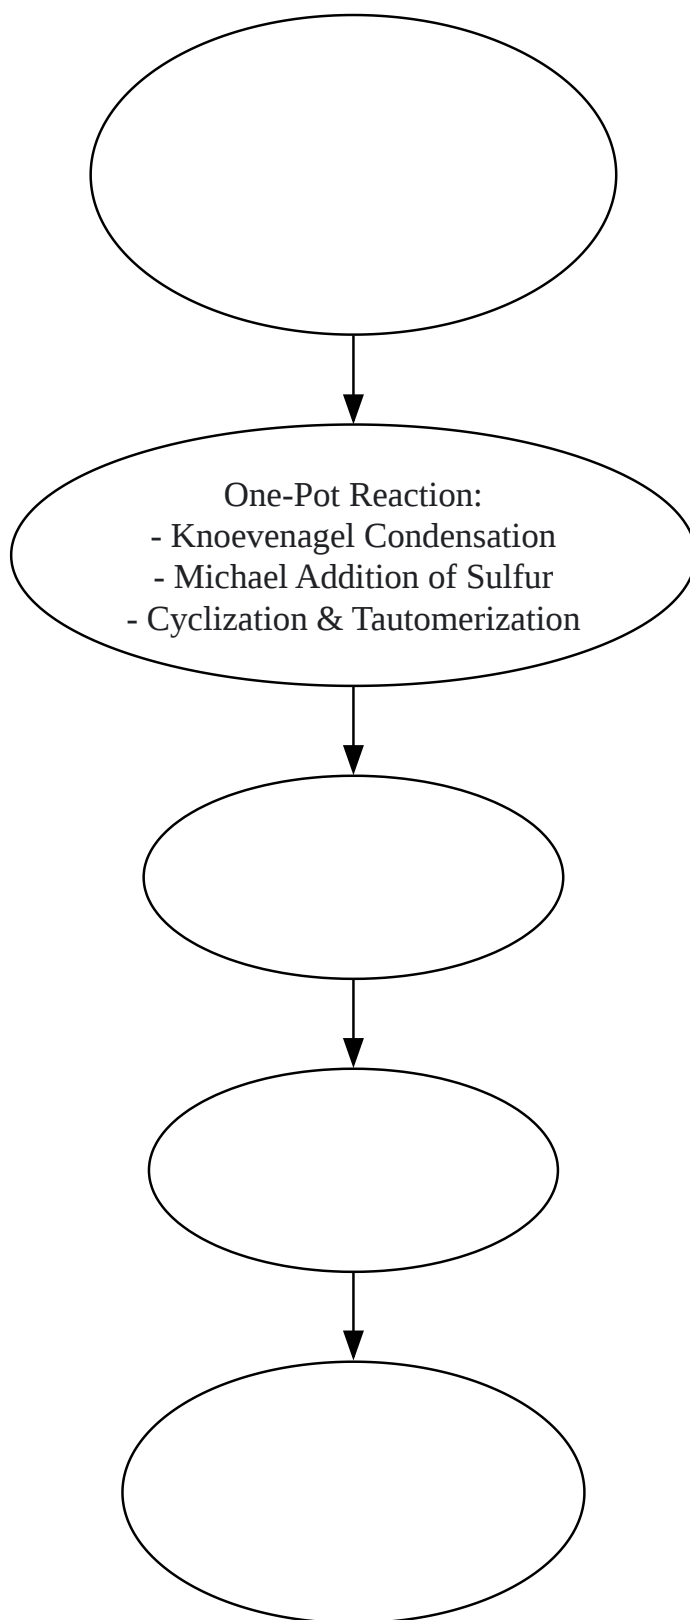 One-Pot Reaction:
- Knoevenagel Condensation
- Michael Addition of Sulfur
- Cyclization & Tautomerization